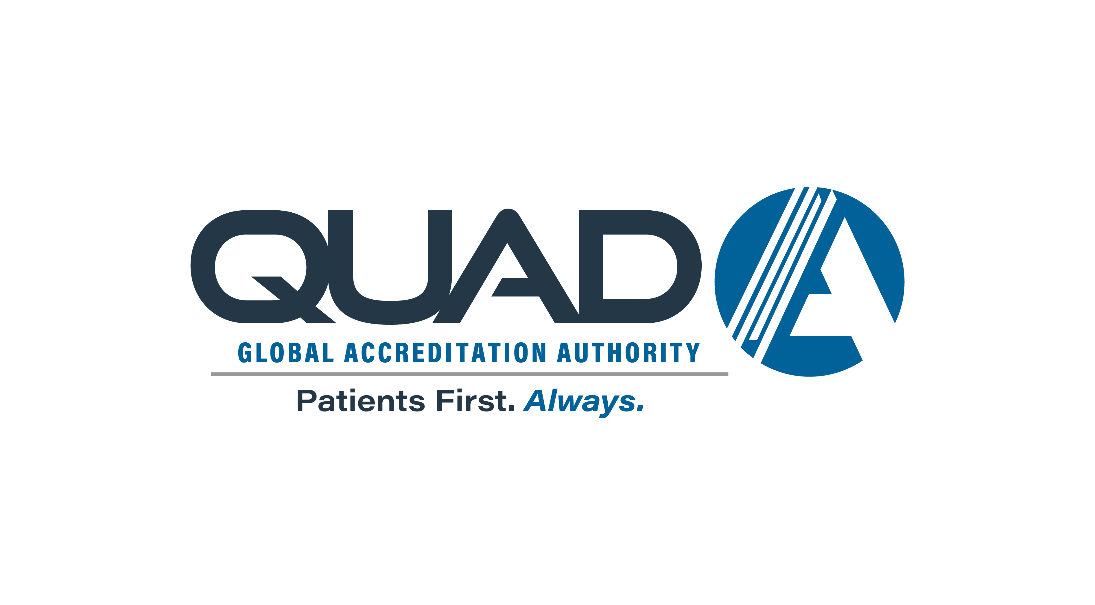 QUAD A
GLOBAL ACCREDITATION AUTHORITY
Patients First. Always.